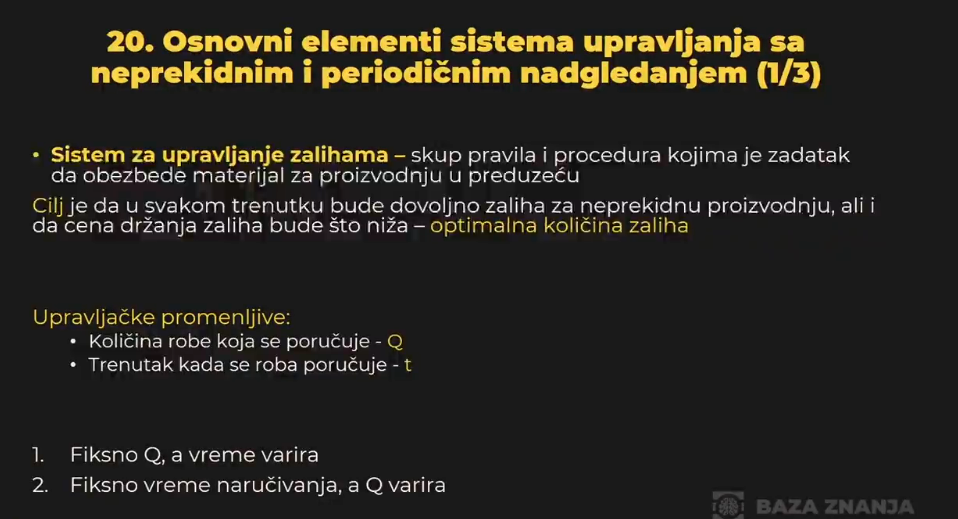 20. Osnovni elementi sistema upravljanja sa
neprekidnim i periodičnim nadgledanjem (1/3)
• Sistem za upravljanje zalihama – skup pravila i procedura kojima je zadatak
da obezbede materijal za proizvodnju u preduzeću
Cilj je da u svakom trenutku bude dovoljno zaliha za neprekidnu proizvodnju, ali i
da cena držanja zaliha bude što niža – optimalna količina zaliha
Upravljačke promenljive:
• Količina robe koja se poručuje - Q
• Trenutak kada se roba poručuje - t
1. Fiksno Q, a vreme varira
2. Fiksno vreme naručivanja, a Q varira
BAZA ZNANJA